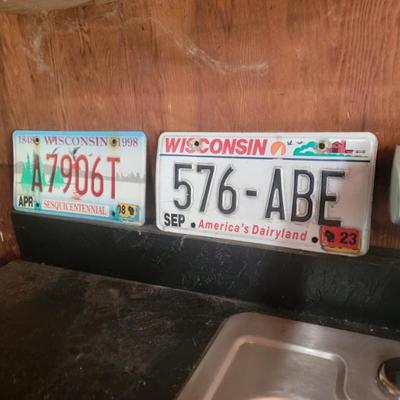 1848 WISCONSIN 1998
A7906T
APR SESQUICENTENNIAL 98
WISCONSIN
576-ABE
SEP America's Dairyland 23